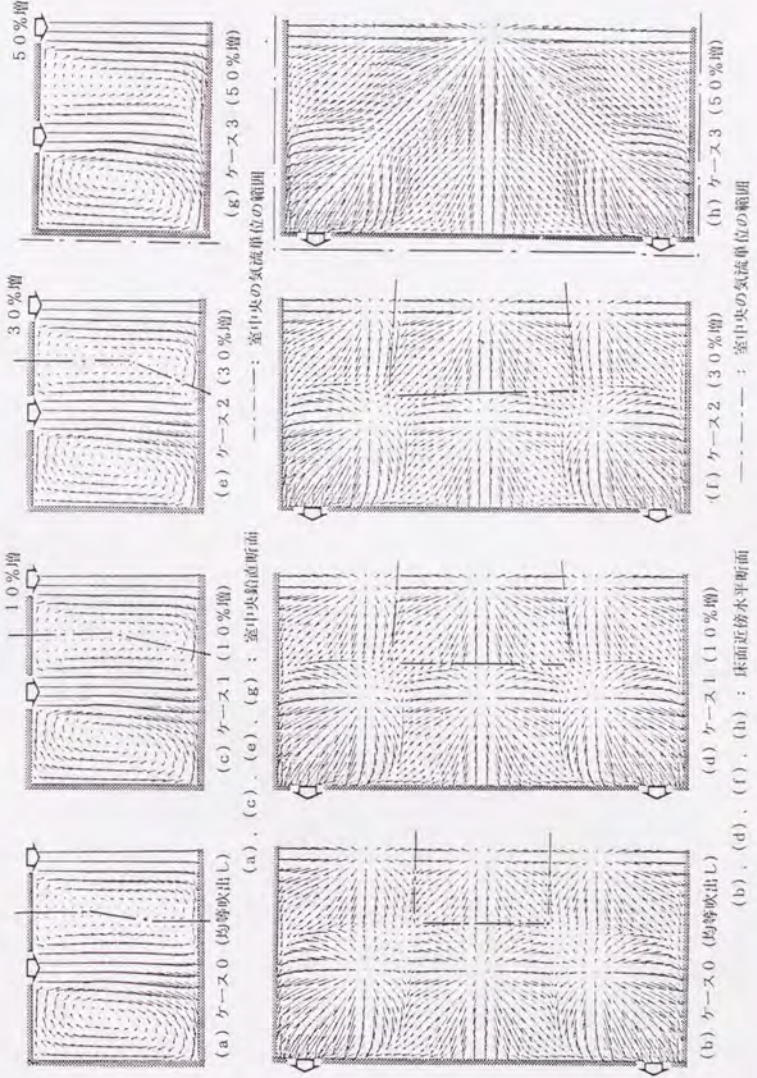 10%増
30%増
50%増
(a) ケース0 (均等吹出し)
(c) ケース1 (10%増)
(e) ケース2 (30%増)
(g) ケース3 (50%増)
(a)、(c)、(e)、(g) : 室中央鉛直断面
—・—・— : 室中央の気流単位の範囲
(b) ケース0 (均等吹出し)
(d) ケース1 (10%増)
(f) ケース2 (30%増)
(h) ケース3 (50%増)
(b)、(d)、(f)、(h) : 床面近傍水平断面
—・—・— : 室中央の気流単位の範囲